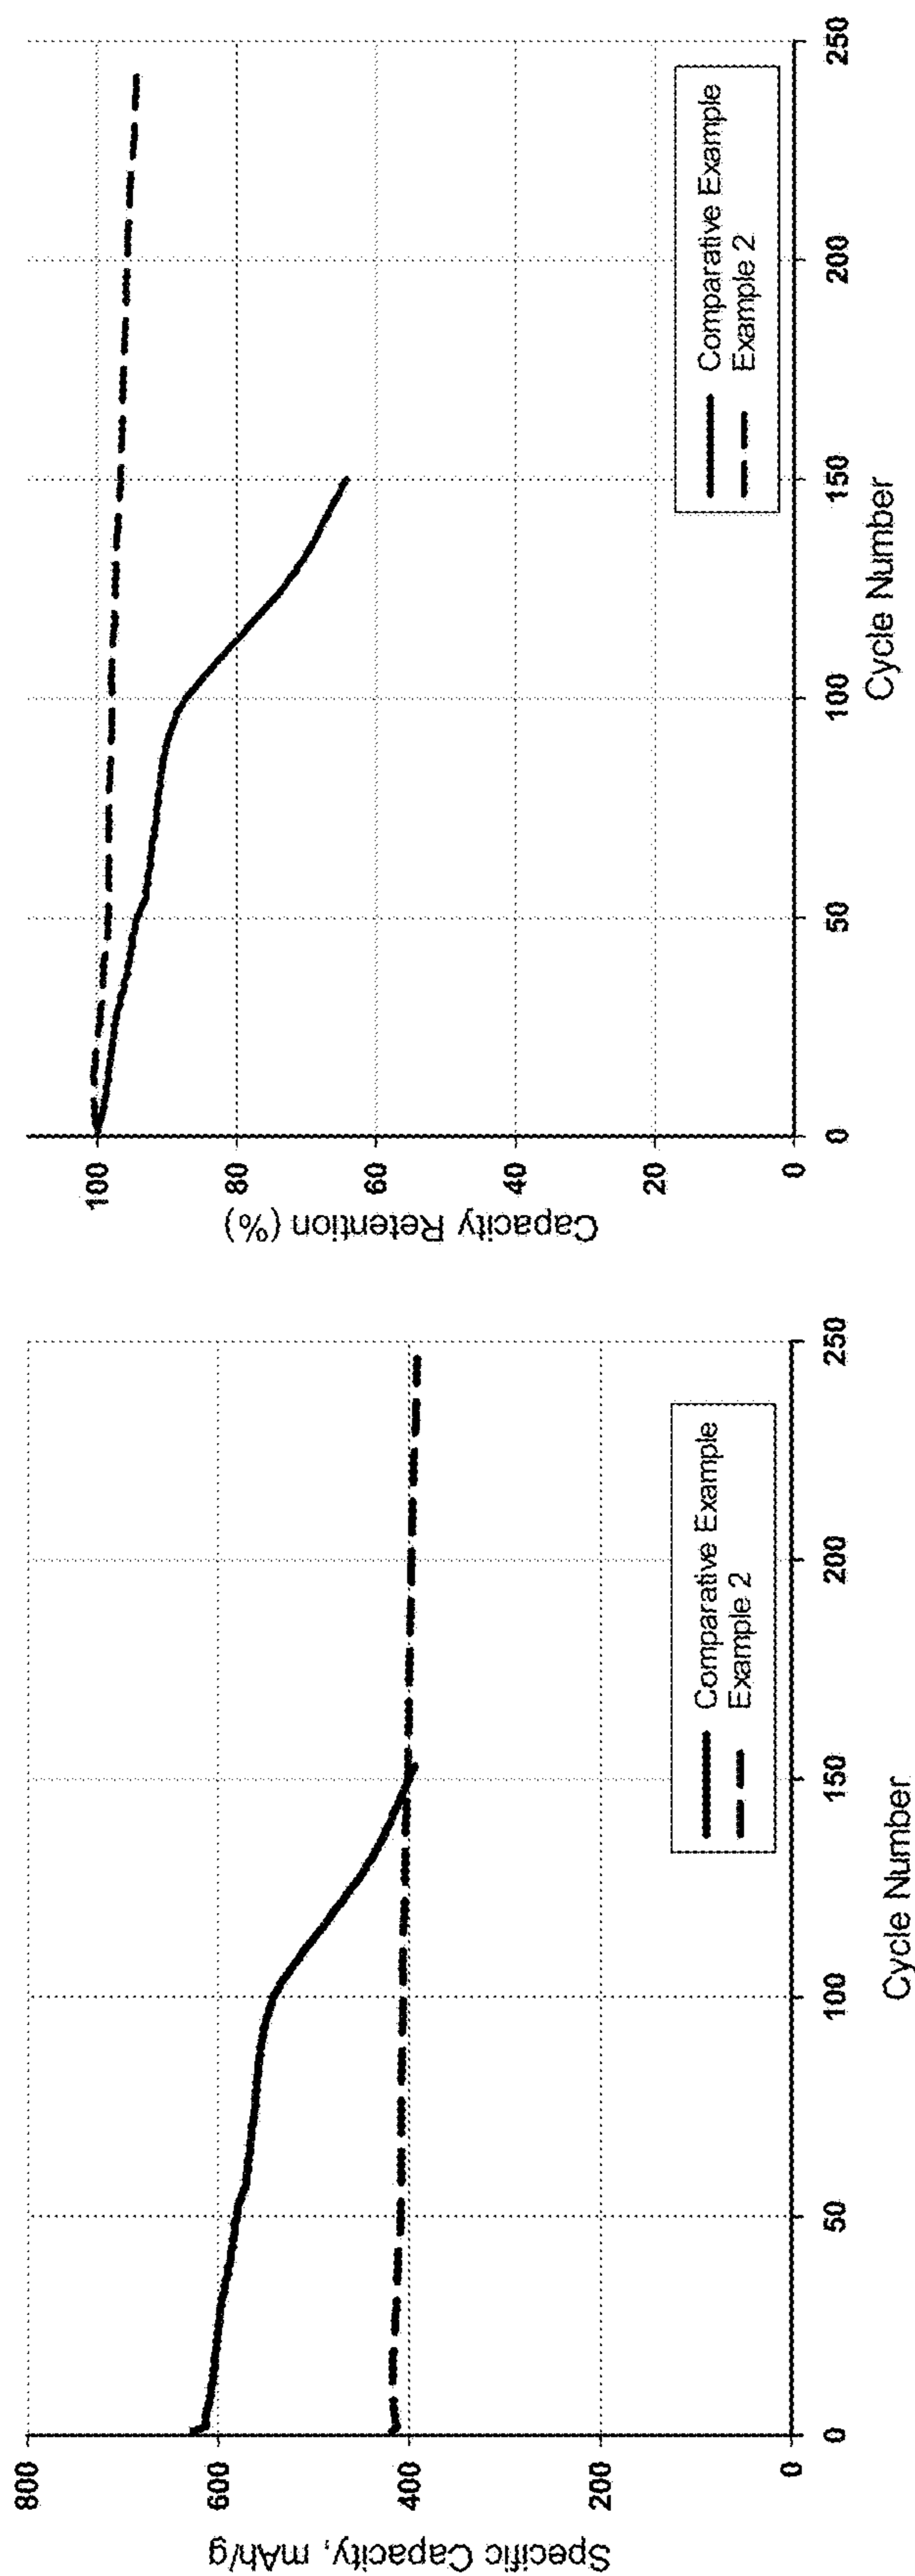 Specific Capacity, mAh/g
800
600
400
200
0
0
50
100
150
200
250
Cycle Number
Comparative Example
Example 2
Capacity Retention (%)
100
80
60
40
20
0
0
50
100
150
200
250
Cycle Number
Comparative Example
Example 2